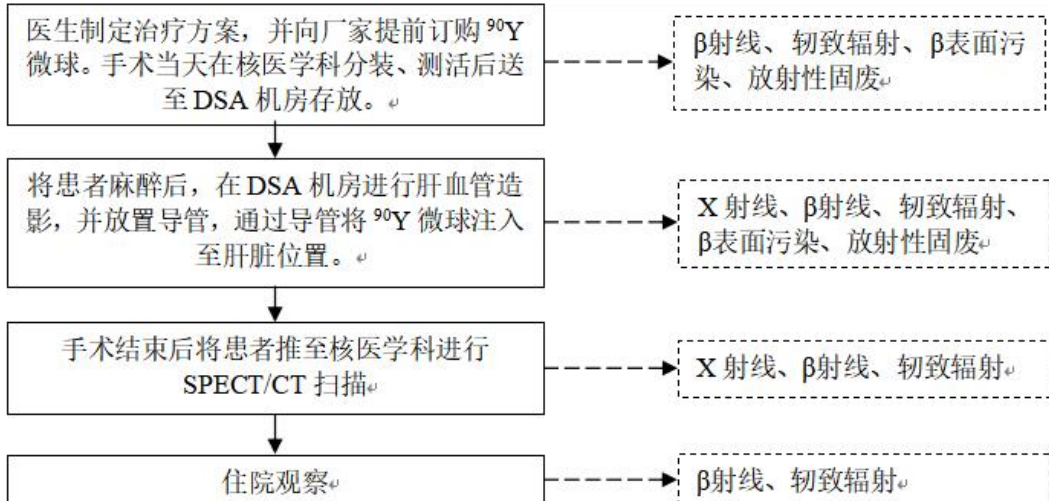 医生制定治疗方案，并向厂家提前订购 ⁹⁰Y
微球。手术当天在核医学科分装、测活后送
至 DSA 机房存放。↵
β射线、轫致辐射、β表面污
染、放射性固废↵
将患者麻醉后，在 DSA 机房进行肝血管造
影，并放置导管，通过导管将 ⁹⁰Y 微球注入
至肝脏位置。↵
X 射线、β射线、轫致辐射、
β表面污染、放射性固废↵
手术结束后将患者推至核医学科进行
SPECT/CT 扫描↵
X 射线、β射线、轫致辐射↵
住院观察↵
β射线、轫致辐射↵